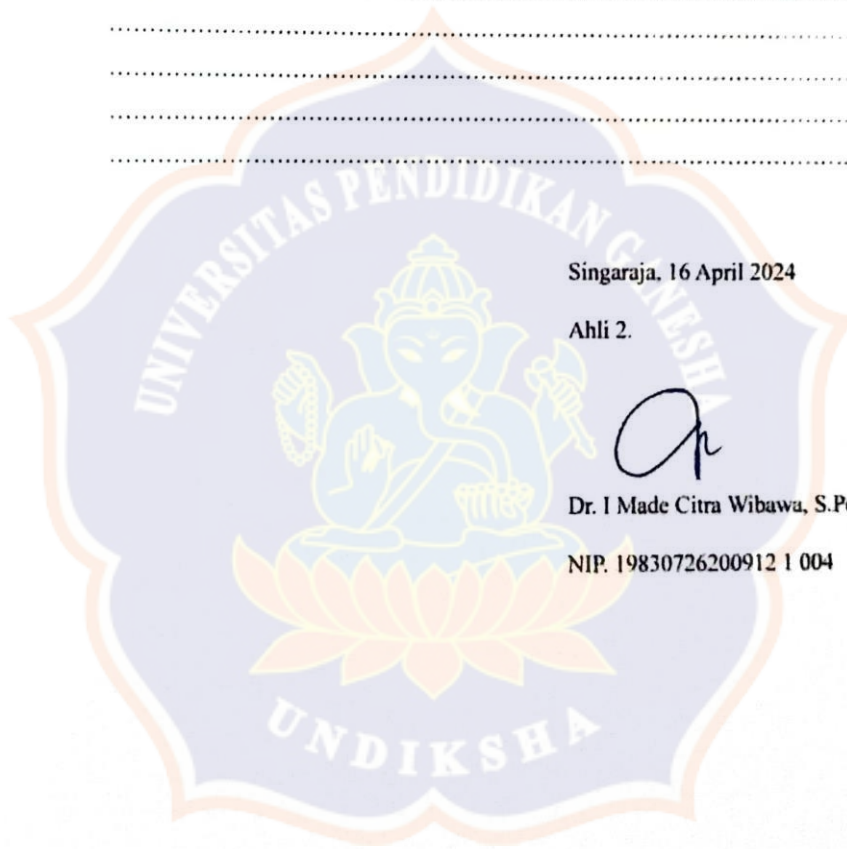 UNIVERSITAS PENDIDIKAN GANESHA
Singaraja, 16 April 2024
Ahli 2.
Dr. I Made Citra Wibawa, S.P
NIP. 19830726200912 1 004
UNDIKSHA